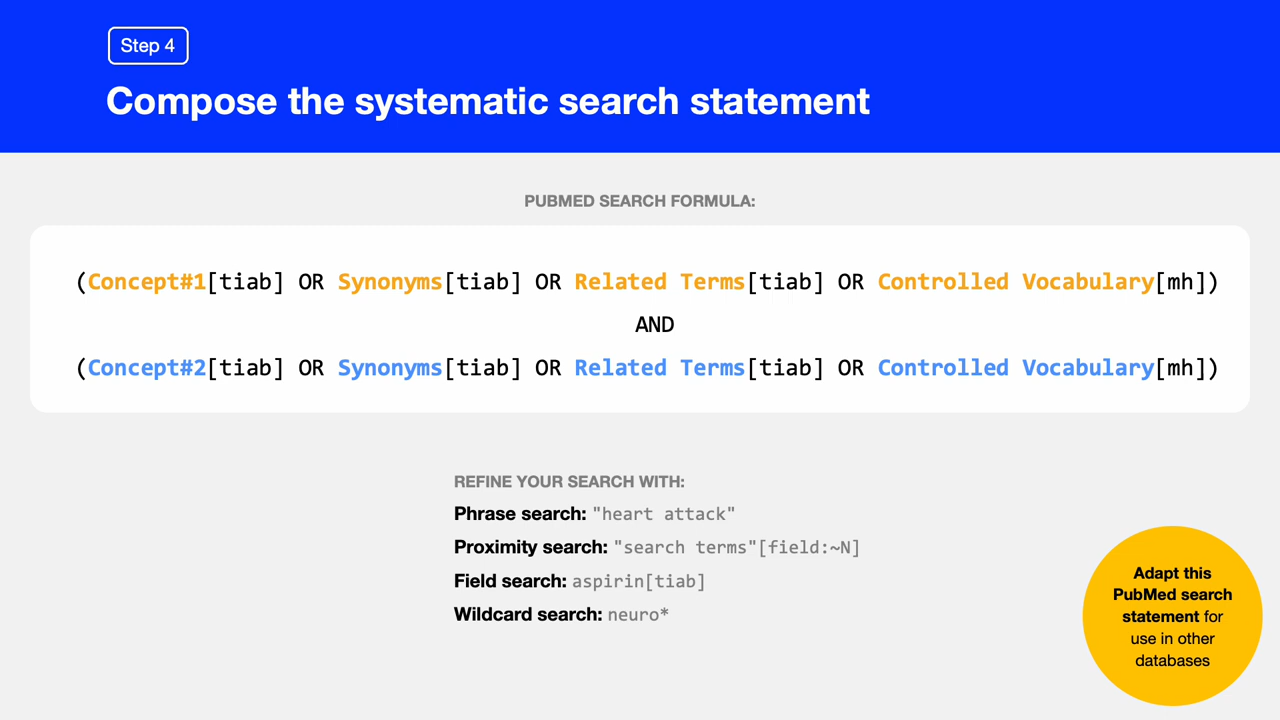 Step 4
Compose the systematic search statement
PUBMED SEARCH FORMULA:
(Concept#1[tiab] OR Synonyms[tiab] OR Related Terms[tiab] OR Controlled Vocabulary[mh])
AND
(Concept#2[tiab] OR Synonyms[tiab] OR Related Terms[tiab] OR Controlled Vocabulary[mh])
REFINE YOUR SEARCH WITH:
Phrase search: "heart attack"
Proximity search: "search terms"[field:~N]
Field search: aspirin[tiab]
Wildcard search: neuro*
Adapt this
PubMed search
statement for
use in other
databases